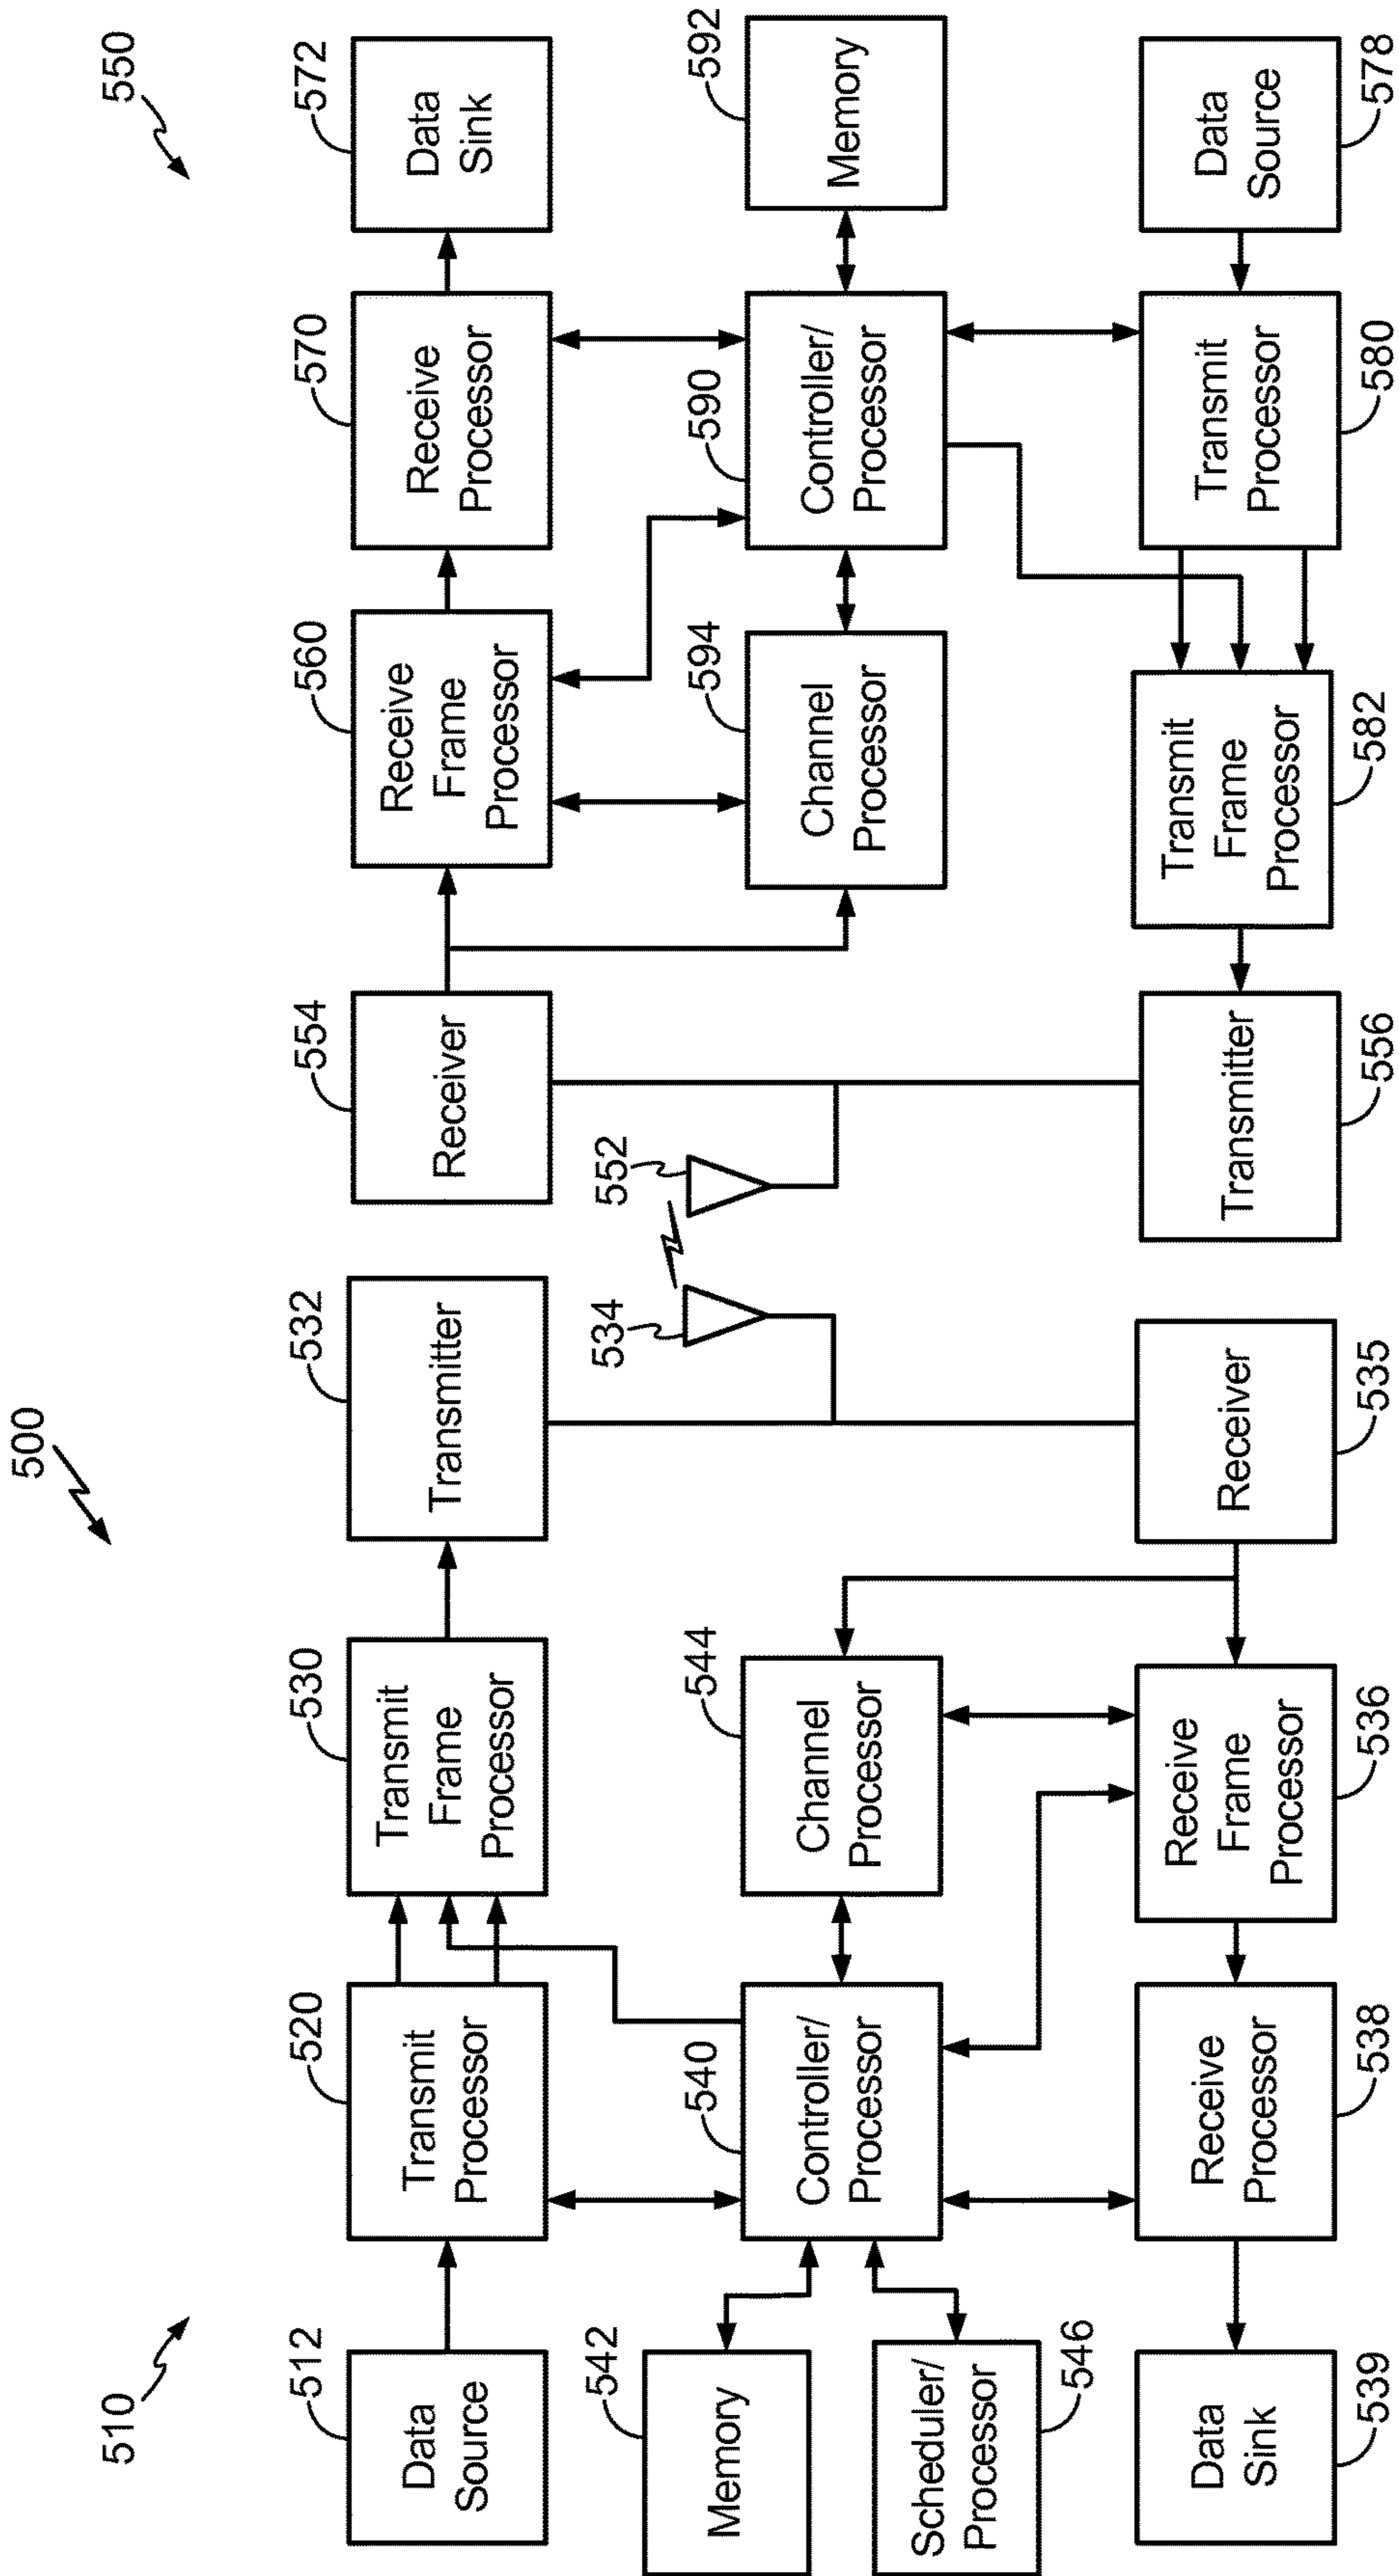 500
510
550
512
Data
Source
520
Transmit
Processor
530
Transmit
Frame
Processor
532
Transmitter
554
Receiver
560
Receive
Frame
Processor
570
Receive
Processor
572
Data
Sink
542
Memory
540
Controller/
Processor
544
Channel
Processor
534
552
594
Channel
Processor
590
Controller/
Processor
592
Memory
Scheduler/
Processor
546
Data
Sink
539
Receive
Processor
538
Receive
Frame
Processor
536
Receiver
535
Transmitter
556
Transmit
Frame
Processor
582
Transmit
Processor
580
Data
Source
578